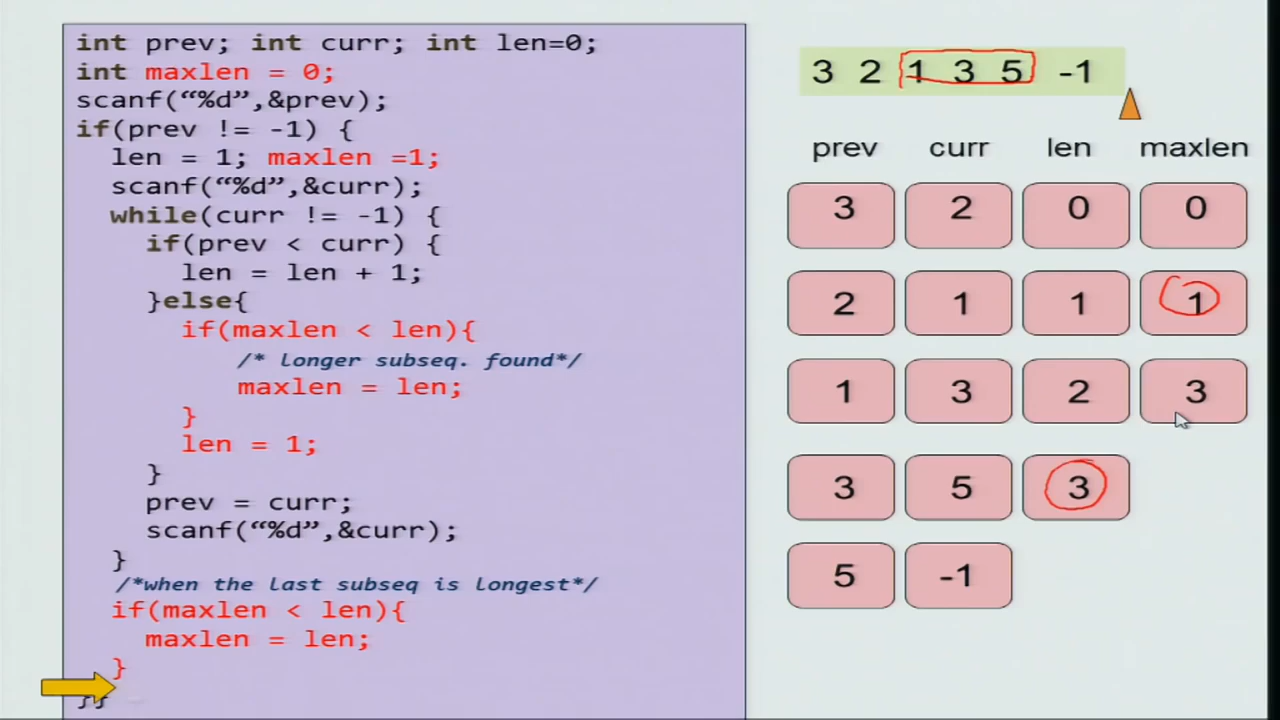 int prev; int curr; int len=0;
int maxlen = 0;
scanf(“%d”,&prev);
if(prev != -1) {
len = 1; maxlen =1;
scanf(“%d”,&curr);
while(curr != -1) {
if(prev < curr) {
len = len + 1;
}else{
if(maxlen < len){
/* longer subseq. found*/
maxlen = len;
}
len = 1;
}
prev = curr;
scanf(“%d”,&curr);
}
/*when the last subseq is longest*/
if(maxlen < len){
maxlen = len;
}
}}
3 2 1 3 5 -1
prev curr len maxlen
3 2 0 0
2 1 1 1
1 3 2 3
3 5 3
5 -1